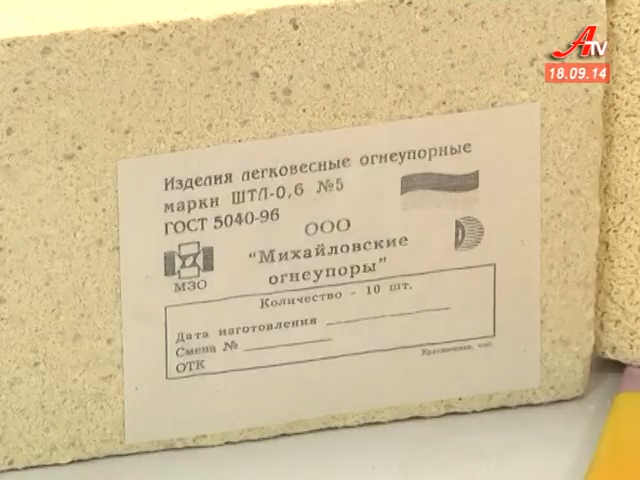 ATV
18.09.14
Изделия легковесные огнеупорные
марки ШТЛ-0,6 №5
ГОСТ 5040-96
ООО
"Михайловские
огнеупоры"
МЗО
Количество - 10 шт.
Дата изготовления
Смена №
ОТК